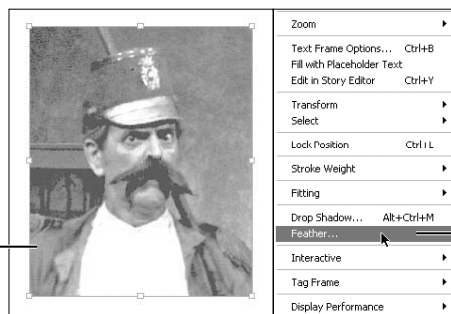 Zoom
Text Frame Options... Ctrl+B
Fill with Placeholder Text
Edit in Story Editor Ctrl+Y
Transform
Select
Lock Position Ctrl+L
Stroke Weight
Fitting
Drop Shadow... Alt+Ctrl+M
Feather...
Interactive
Tag Frame
Display Performance